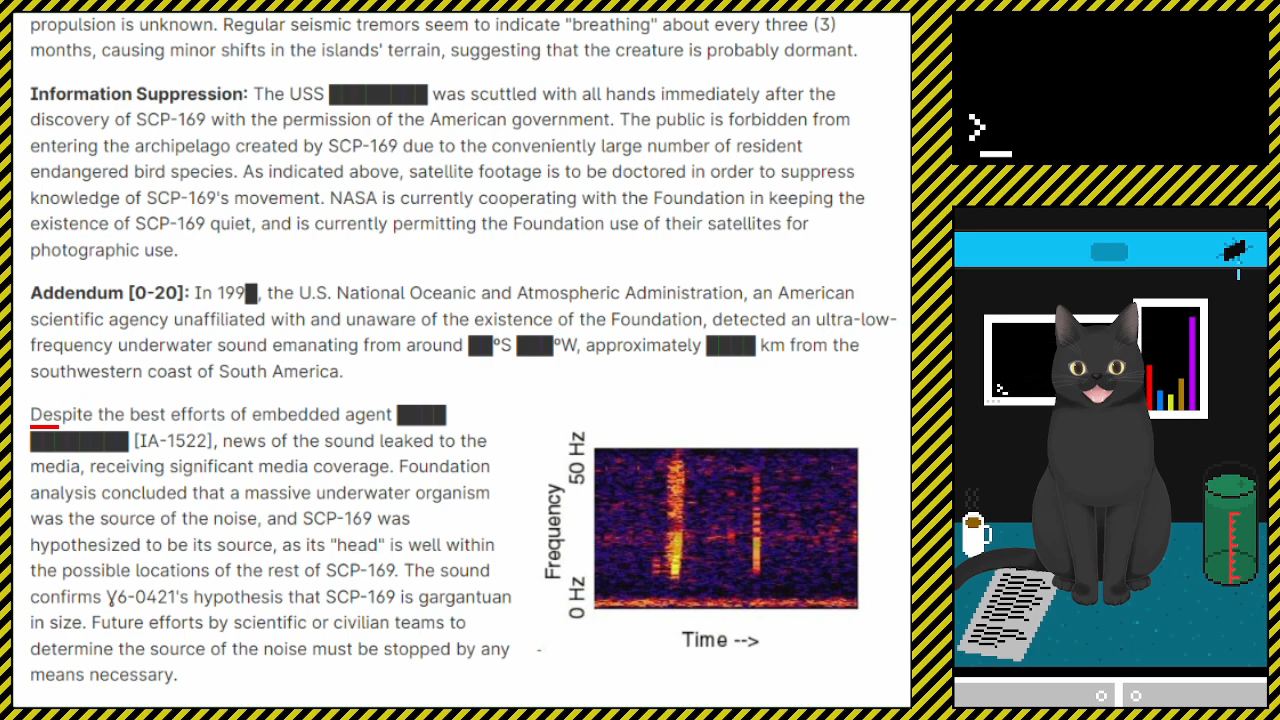 propulsion is unknown. Regular seismic tremors seem to indicate "breathing" about every three (3)
months, causing minor shifts in the islands' terrain, suggesting that the creature is probably dormant.
Information Suppression: The USS ████████ was scuttled with all hands immediately after the
discovery of SCP-169 with the permission of the American government. The public is forbidden from
entering the archipelago created by SCP-169 due to the conveniently large number of resident
endangered bird species. As indicated above, satellite footage is to be doctored in order to suppress
knowledge of SCP-169's movement. NASA is currently cooperating with the Foundation in keeping the
existence of SCP-169 quiet, and is currently permitting the Foundation use of their satellites for
photographic use.
Addendum [0-20]: In 199█, the U.S. National Oceanic and Atmospheric Administration, an American
scientific agency unaffiliated with and unaware of the existence of the Foundation, detected an ultra-low-
frequency underwater sound emanating from around ██ºS ███ºW, approximately ████ km from the
southwestern coast of South America.
Despite the best efforts of embedded agent ████
████████ [IA-1522], news of the sound leaked to the
media, receiving significant media coverage. Foundation
analysis concluded that a massive underwater organism
was the source of the noise, and SCP-169 was
hypothesized to be its source, as its "head" is well within
the possible locations of the rest of SCP-169. The sound
confirms Ɣ6-0421's hypothesis that SCP-169 is gargantuan
in size. Future efforts by scientific or civilian teams to
determine the source of the noise must be stopped by any
means necessary.
50 Hz
Frequency
0 Hz
Time -->
>_